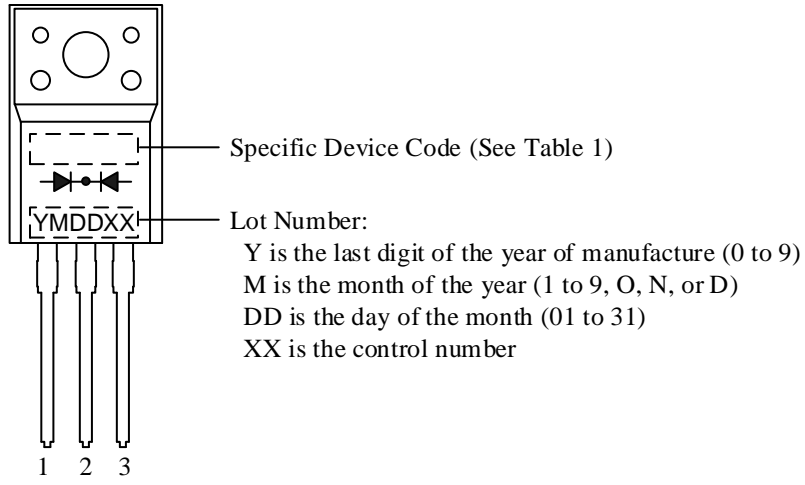 Specific Device Code (See Table 1)
YMDDXX
Lot Number:
Y is the last digit of the year of manufacture (0 to 9)
M is the month of the year (1 to 9, O, N, or D)
DD is the day of the month (01 to 31)
XX is the control number
1 2 3